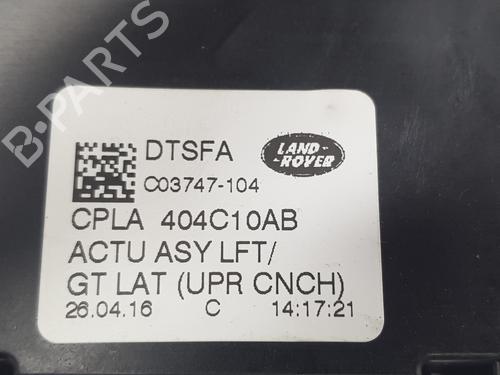 B-PARTS
DTSFA LAND-ROVER
C03747-104
CPLA 404C10AB
ACTU ASY LFT/
GT LAT (UPR CNCH)
26.04.16 C 14:17:21